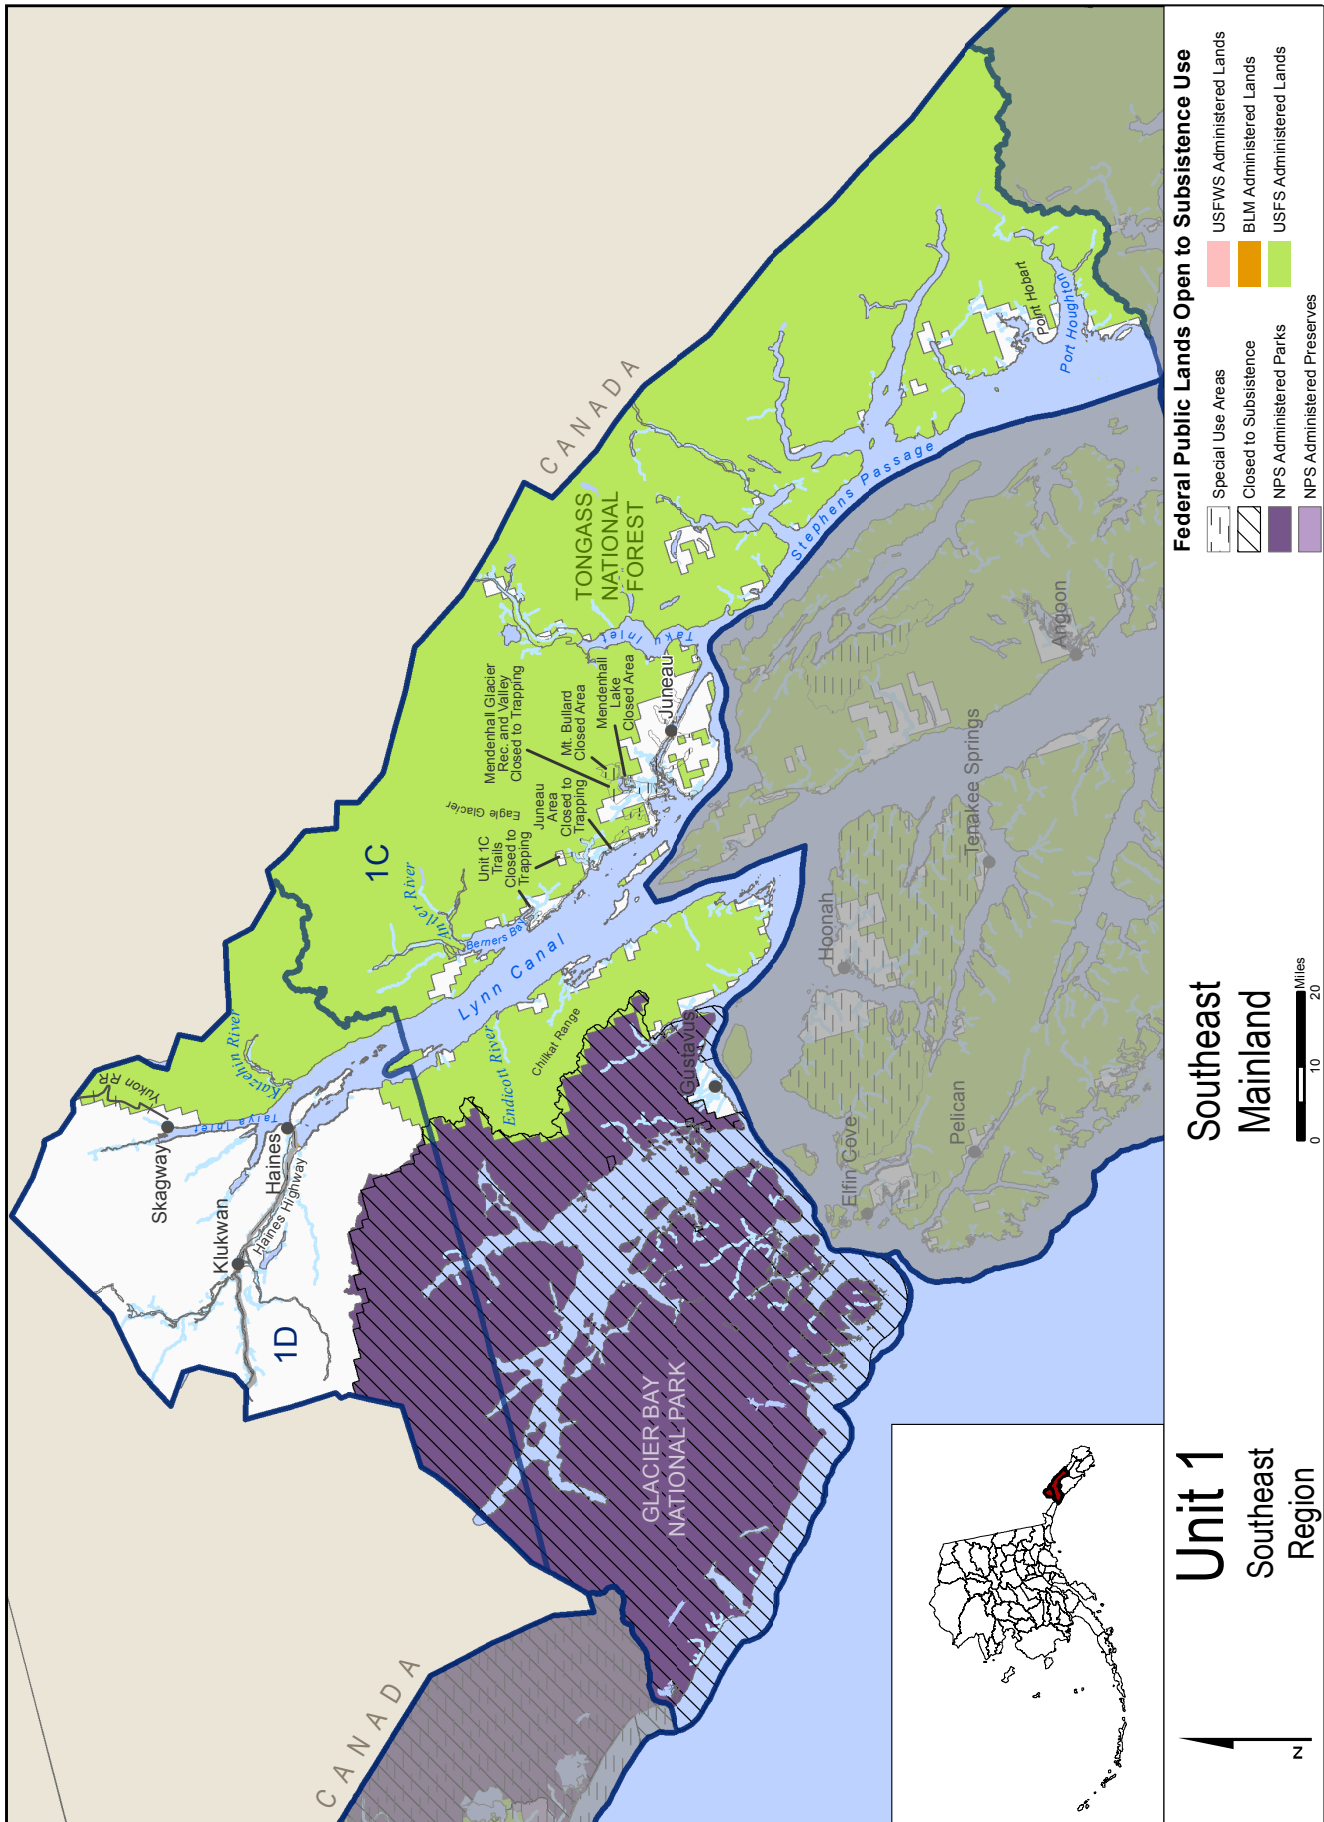 CANADA
CANADA
Skagway
Yukon RR
Taiya Inlet
Katzehin River
Klukwan
Haines
Haines Highway
1D
1C
Antler River
Berners Bay
Lynn Canal
Endicott River
Chilkat Range
Eagle Glacier
Unit 1C
Trails
Closed to
Trapping
Juneau
Area
Closed to
Trapping
Mendenhall Glacier
Rec. and Valley
Closed to Trapping
Mt. Bullard
Closed Area
Mendenhall
Lake
Closed Area
Juneau
Taku Inlet
TONGASS
NATIONAL
FOREST
Stephens Passage
Point Hobart
Port Houghton
GLACIER BAY
NATIONAL PARK
Gustavus
Elfin Cove
Pelican
Hoonah
Tenakee Springs
Angoon
Unit 1
Southeast
Region
N
Southeast
Mainland
0
10
20
Miles
Federal Public Lands Open to Subsistence Use
Special Use Areas
Closed to Subsistence
NPS Administered Parks
NPS Administered Preserves
USFWS Administered Lands
BLM Administered Lands
USFS Administered Lands